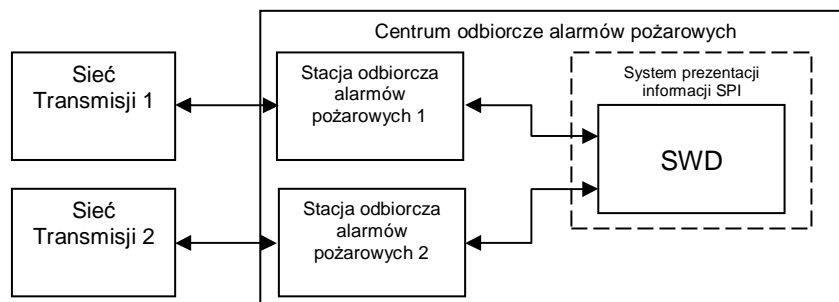 Centrum odbiorcze alarmów pożarowych
Sieć
Transmisji 1
Stacja odbiorcza
alarmów
pożarowych 1
System prezentacji
informacji SPI
SWD
Sieć
Transmisji 2
Stacja odbiorcza
alarmów
pożarowych 2